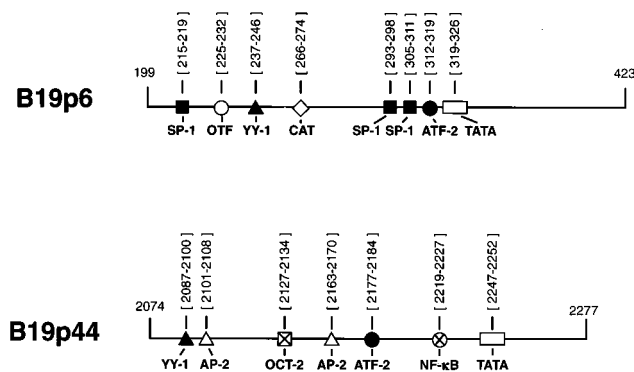 [215-219] [225-232] [237-246] [266-274] [293-298] [305-311] [312-319] [319-326]
199 423
B19p6
SP-1 OTF YY-1 CAT SP-1 SP-1 ATF-2 TATA
[2087-2100] [2101-2108] [2127-2134] [2163-2170] [2177-2184] [2219-2227] [2247-2252]
2074 2277
B19p44
YY-1 AP-2 OCT-2 AP-2 ATF-2 NF-κB TATA